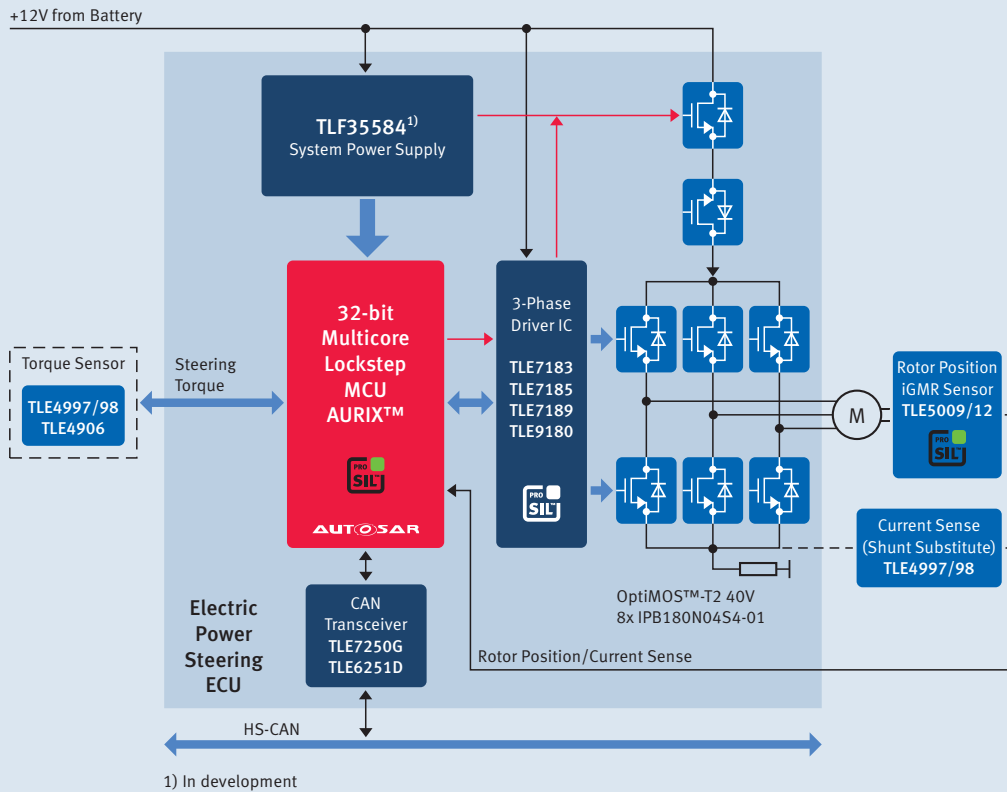 +12V from Battery
TLF35584¹⁾
System Power Supply
32-bit
Multicore
Lockstep
MCU
AURIX™
PRO
SIL™
AUTOSAR
3-Phase
Driver IC
TLE7183
TLE7185
TLE7189
TLE9180
PRO
SIL™
Torque Sensor
TLE4997/98
TLE4906
Steering
Torque
M
Rotor Position
iGMR Sensor
TLE5009/12
PRO
SIL™
Current Sense
(Shunt Substitute)
TLE4997/98
OptiMOS™-T2 40V
8x IPB180N04S4-01
CAN
Transceiver
TLE7250G
TLE6251D
Electric
Power
Steering
ECU
Rotor Position/Current Sense
HS-CAN
1) In development